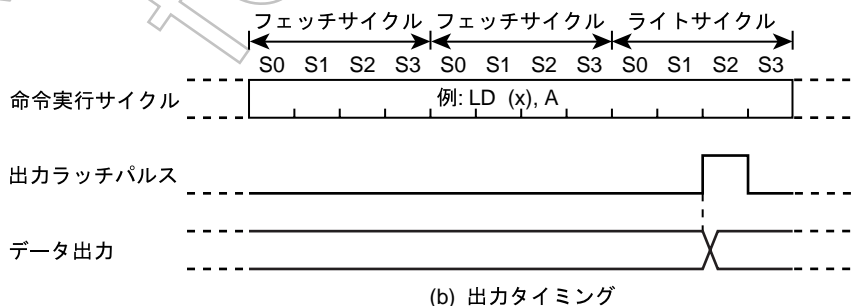 フェッチサイクル フェッチサイクル ライトサイクル
S0 S1 S2 S3 S0 S1 S2 S3 S0 S1 S2 S3
命令実行サイクル 例: LD (x), A
出力ラッチパルス
データ出力
(b) 出力タイミング